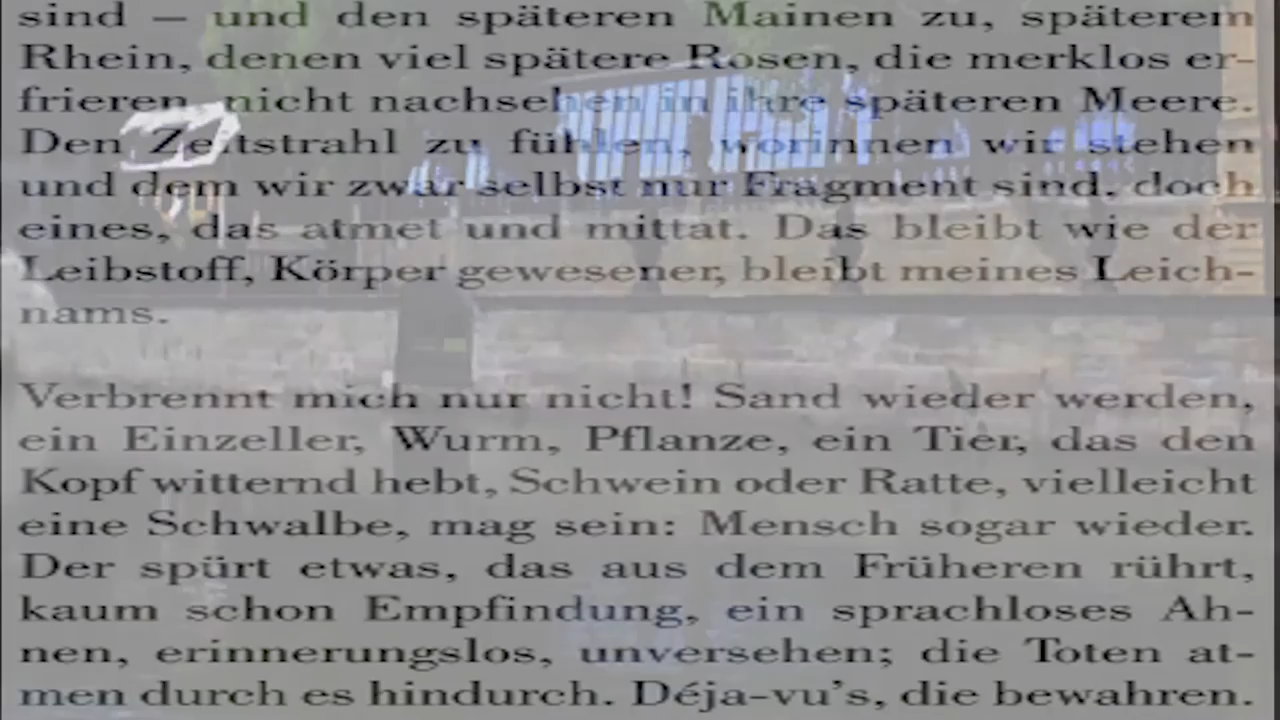 sind – und den späteren Mainen zu, späterem
Rhein, denen viel spätere Rosen, die merklos er-
frieren, nicht nachsehen in ihre späteren Meere.
Den Zeitstrahl zu fühlen, worinnen wir stehen
und dem wir zwar selbst nur Fragment sind, doch
eines, das atmet und mittat. Das bleibt wie der
Leibstoff, Körper gewesener, bleibt meines Leich-
nams.
Verbrennt mich nur nicht! Sand wieder werden,
ein Einzeller, Wurm, Pflanze, ein Tier, das den
Kopf witternd hebt, Schwein oder Ratte, vielleicht
eine Schwalbe, mag sein: Mensch sogar wieder.
Der spürt etwas, das aus dem Früheren rührt,
kaum schon Empfindung, ein sprachloses Ah-
nen, erinnerungslos, unversehen; die Toten at-
men durch es hindurch. Déja-vu's, die bewahren.